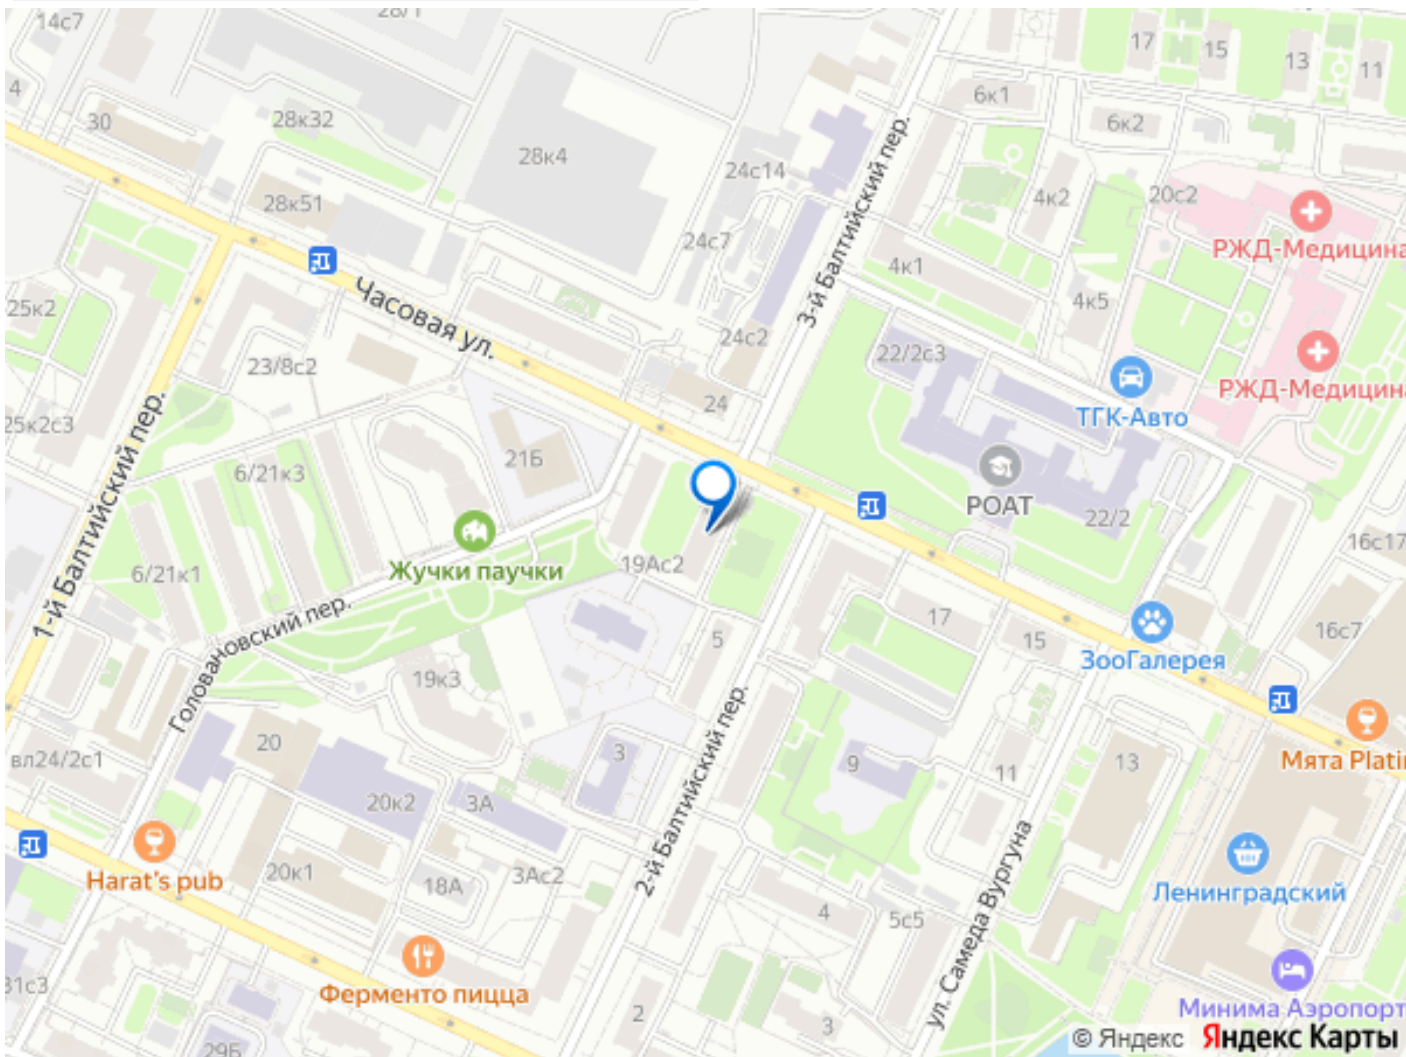 28/1
14с7
17
15
13
11
4
6к1
30
28к32
6к2
28к4
24с14
3-й Балтийский пер.
4к2
20с2
28к51
24с7
РЖД-Медицина
4к1
25к2
Часовая ул.
4к5
24с2
22/2с3
23/8с2
РЖД-Медицина
24
ТГК-Авто
25к2с3
1-й Балтийский пер.
21Б
6/21к3
РОАТ
22/2
16с17
Жучки паучки
19Ас2
6/21к1
17
16с7
Головановский пер.
5
15
ЗооГалерея
19к3
2-й Балтийский пер.
20
3
9
11
13
вл24/2с1
Мята Plati
20к2
3А
Harat's pub
20к1
18А
3Ас2
ул. Самеда Вургуна
Ленинградский
4
5с5
31с3
Ферменто пицца
2
3
Минима Аэропорт
29Б
© Яндекс Яндекс Карты